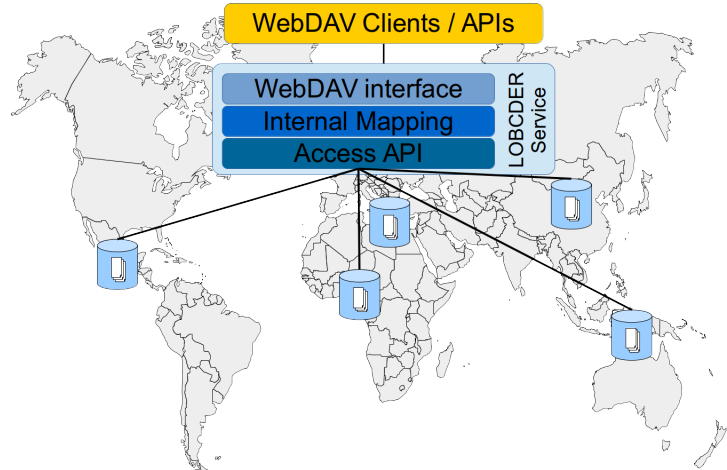 WebDAV Clients / APIs
WebDAV interface
Internal Mapping
Access API
LOBCDER
Service